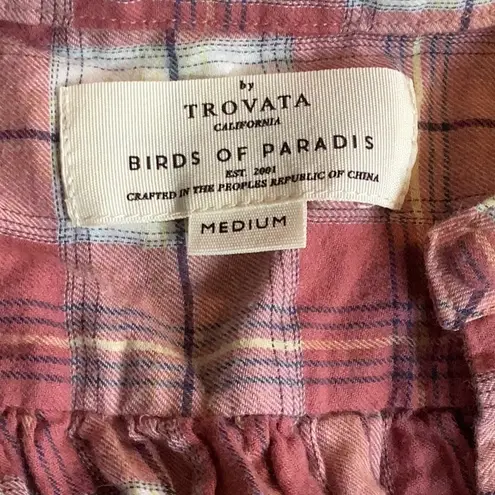 by
TROVATA
CALIFORNIA
BIRDS OF PARADIS
EST. 2001
CRAFTED IN THE PEOPLES REPUBLIC OF CHINA
MEDIUM